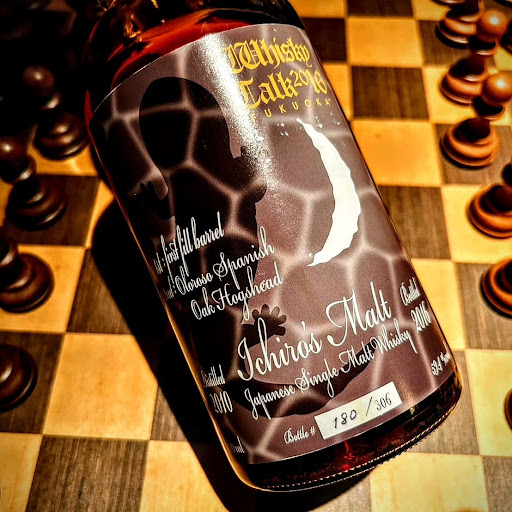 Whisky
Talk 2016
FUKUOKA
: first fill barrel
: Oloroso Spanish
Oak Hogshead
Ichiro's Malt
Japanese Single Malt Whisky
Distilled
2010
Bottled
2016
Bottle # 180 / 306